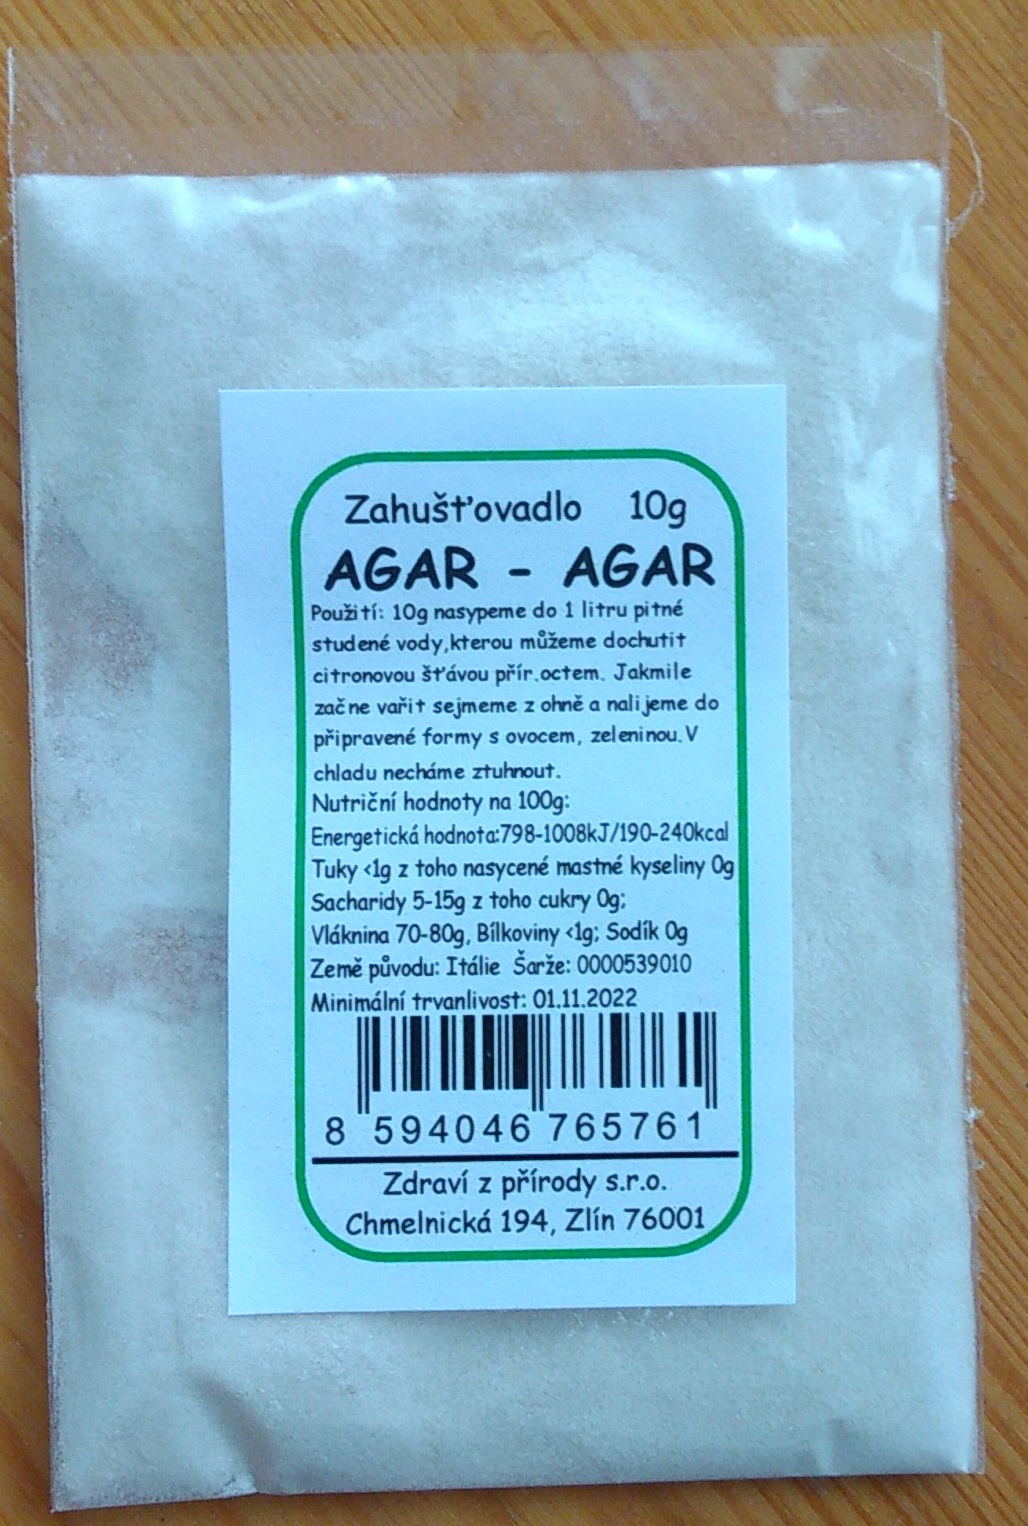 Zahušťovadlo 10g
AGAR - AGAR
Použití: 10g nasypeme do 1 litru pitné
studené vody,kterou můžeme dochutit
citronovou šťávou přír.octem. Jakmile
začne vařit sejmeme z ohně a nalijeme do
připravené formy s ovocem, zeleninou.V
chladu necháme ztuhnout.
Nutriční hodnoty na 100g:
Energetická hodnota:798-1008kJ/190-240kcal
Tuky <1g z toho nasycené mastné kyseliny 0g
Sacharidy 5-15g z toho cukry 0g;
Vláknina 70-80g, Bílkoviny <1g; Sodík 0g
Země původu: Itálie Šarže: 0000539010
Minimální trvanlivost: 01.11.2022
8 594046 765761
Zdraví z přírody s.r.o.
Chmelnická 194, Zlín 76001